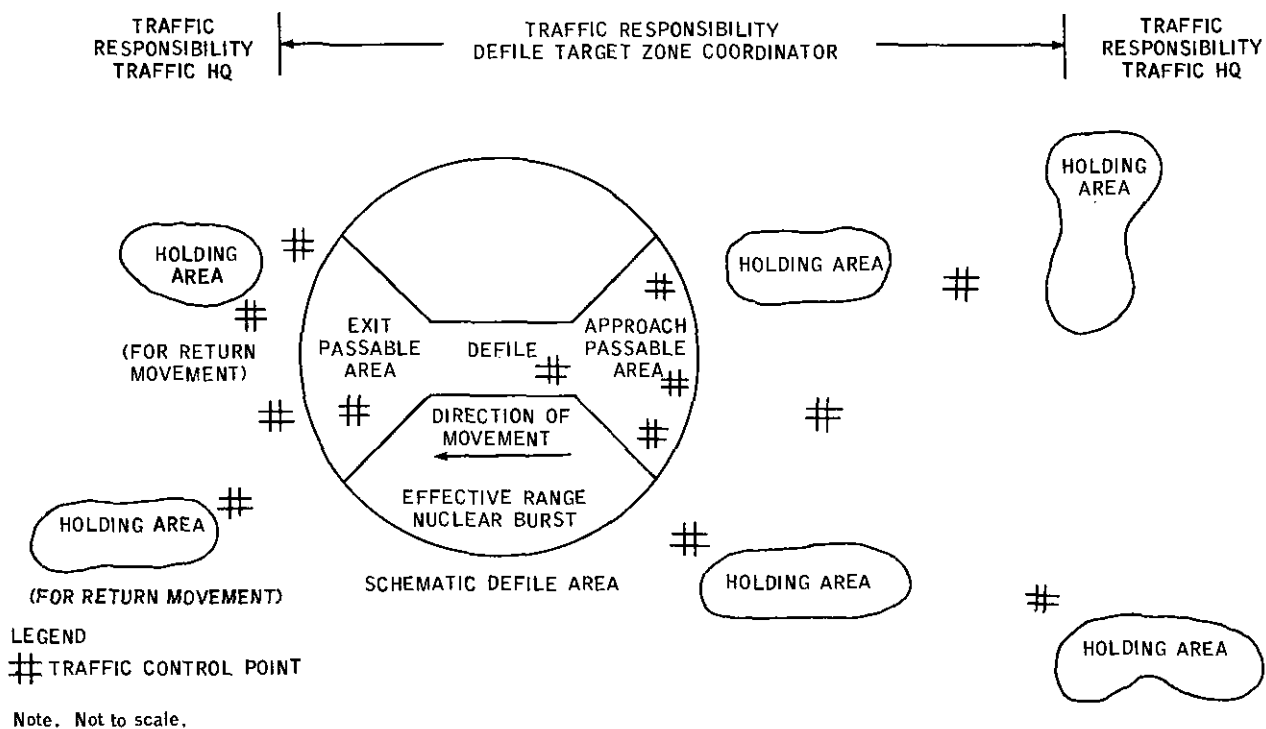 TRAFFIC
RESPONSIBILITY
TRAFFIC HQ
TRAFFIC RESPONSIBILITY
DEFILE TARGET ZONE COORDINATOR
TRAFFIC
RESPONSIBILITY
TRAFFIC HQ
HOLDING
AREA
HOLDING
AREA
(FOR RETURN
MOVEMENT)
EXIT
PASSABLE
AREA
DEFILE
APPROACH
PASSABLE
AREA
HOLDING AREA
DIRECTION OF
MOVEMENT
EFFECTIVE RANGE
NUCLEAR BURST
SCHEMATIC DEFILE AREA
HOLDING AREA
(FOR RETURN MOVEMENT)
HOLDING AREA
HOLDING AREA
LEGEND
TRAFFIC CONTROL POINT
Note. Not to scale.